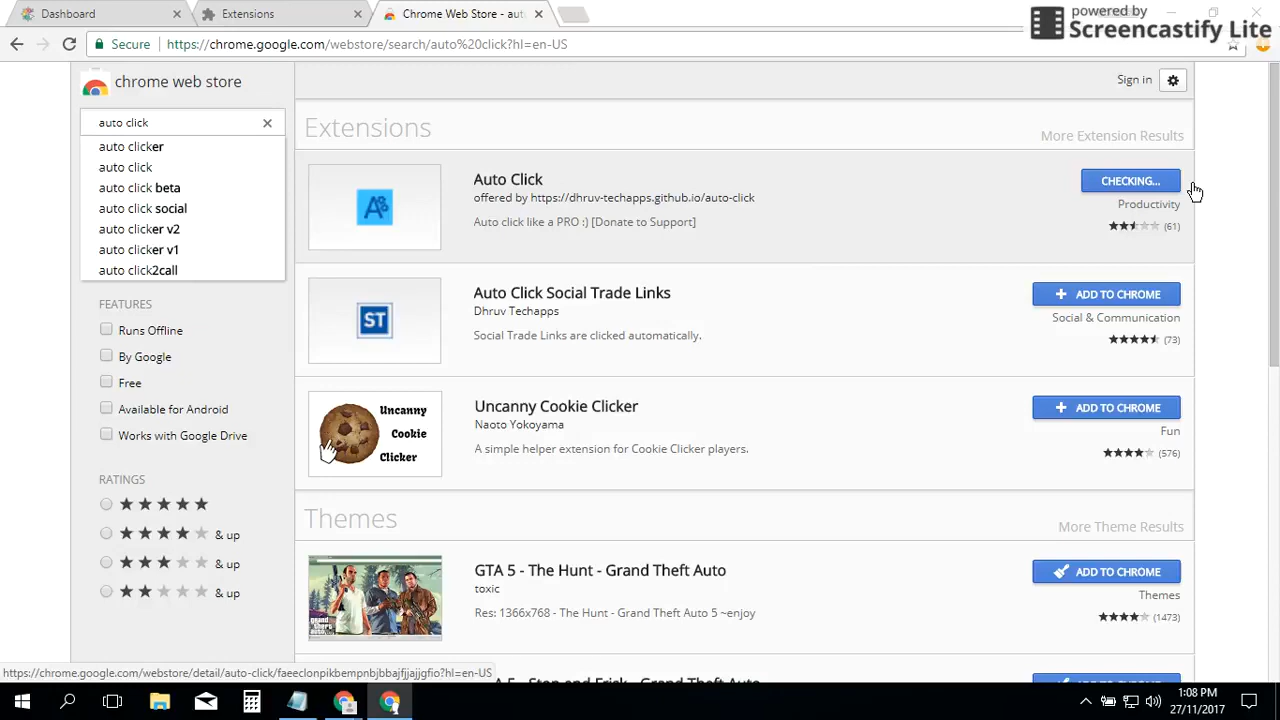 Dashboard
Extensions
Chrome Web Store - aut
powered by
Screencastify Lite
Secure
https://chrome.google.com/webstore/search/auto%20click?hl=en-US
chrome web store
Sign in
auto click
auto clicker
auto click
auto click beta
auto click social
auto clicker v2
auto clicker v1
auto click2call
FEATURES
Runs Offline
By Google
Free
Available for Android
Works with Google Drive
RATINGS
& up
& up
& up
Extensions
More Extension Results
Auto Click
offered by https://dhruv-techapps.github.io/auto-click
Auto click like a PRO :) [Donate to Support]
CHECKING...
Productivity
(61)
ST
Auto Click Social Trade Links
Dhruv Techapps
Social Trade Links are clicked automatically.
ADD TO CHROME
Social & Communication
(73)
Uncanny
Cookie
Clicker
Uncanny Cookie Clicker
Naoto Yokoyama
A simple helper extension for Cookie Clicker players.
ADD TO CHROME
Fun
(576)
Themes
More Theme Results
GTA 5 - The Hunt - Grand Theft Auto
toxic
Res: 1366x768 - The Hunt - Grand Theft Auto 5 ~enjoy
ADD TO CHROME
Themes
(1473)
https://chrome.google.com/webstore/detail/auto-click/faeeclonpikbempnbjbbajfjjajjgfio?hl=en-US
1:08 PM
27/11/2017